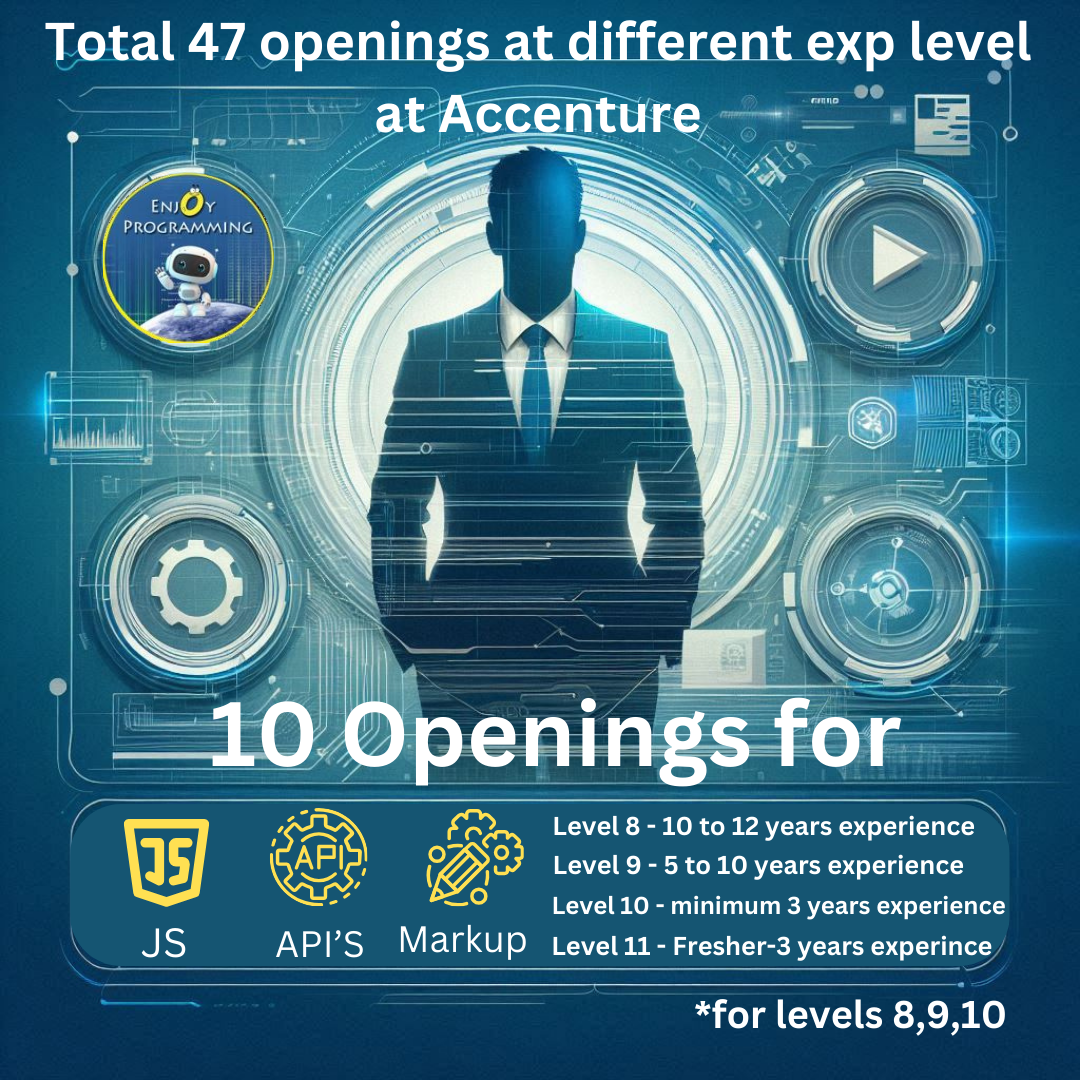 Total 47 openings at different exp level
at Accenture
ENJOY
PROGRAMMING
10 Openings for
JS
API
JS
API'S
Markup
Level 8 - 10 to 12 years experience
Level 9 - 5 to 10 years experience
Level 10 - minimum 3 years experience
Level 11 - Fresher-3 years experince
*for levels 8,9,10